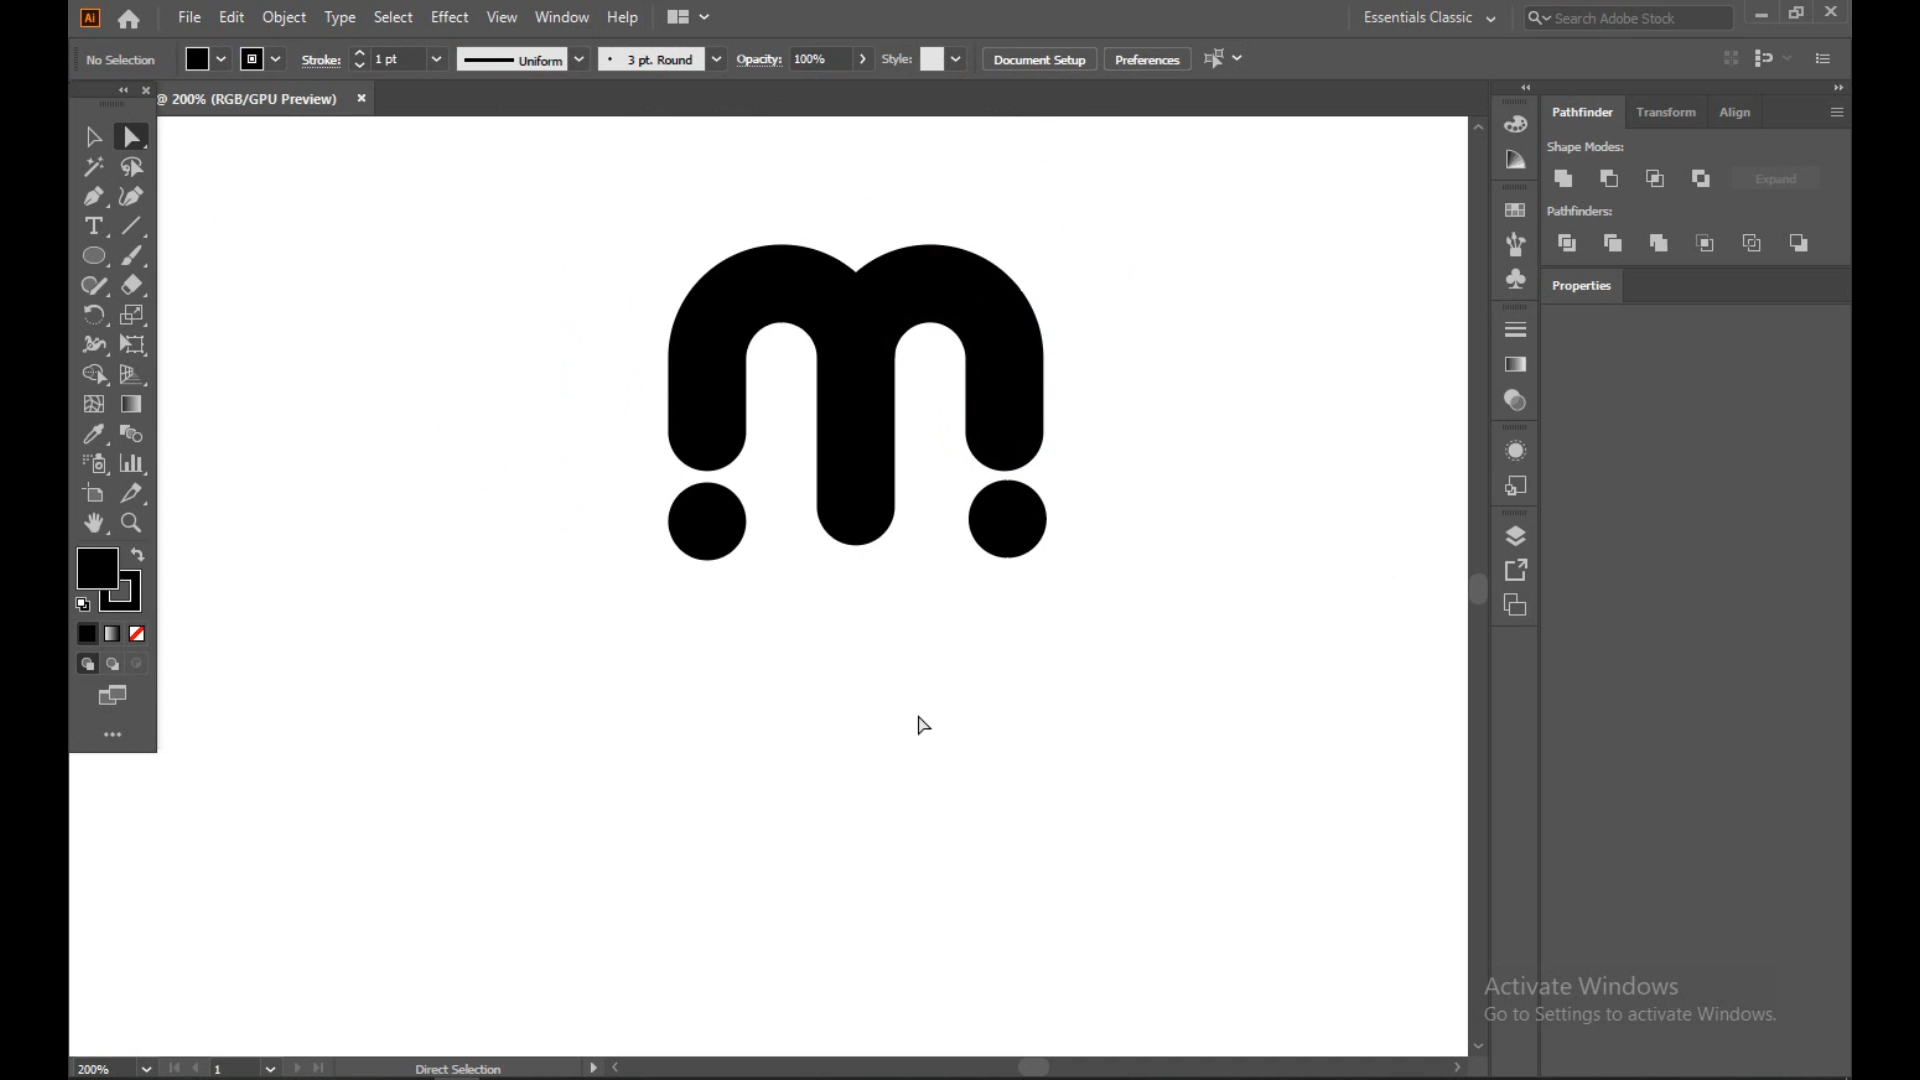 Ai File Edit Object Type Select Effect View Window Help Essentials Classic Search Adobe Stock
No Selection Stroke: 1 pt Uniform 3 pt. Round Opacity: 100% Style: Document Setup Preferences
@ 200% (RGB/GPU Preview)
Pathfinder Transform Align
Shape Modes:
Expand
Pathfinders:
Properties
m
Activate Windows
Go to Settings to activate Windows.
200% 1 Direct Selection